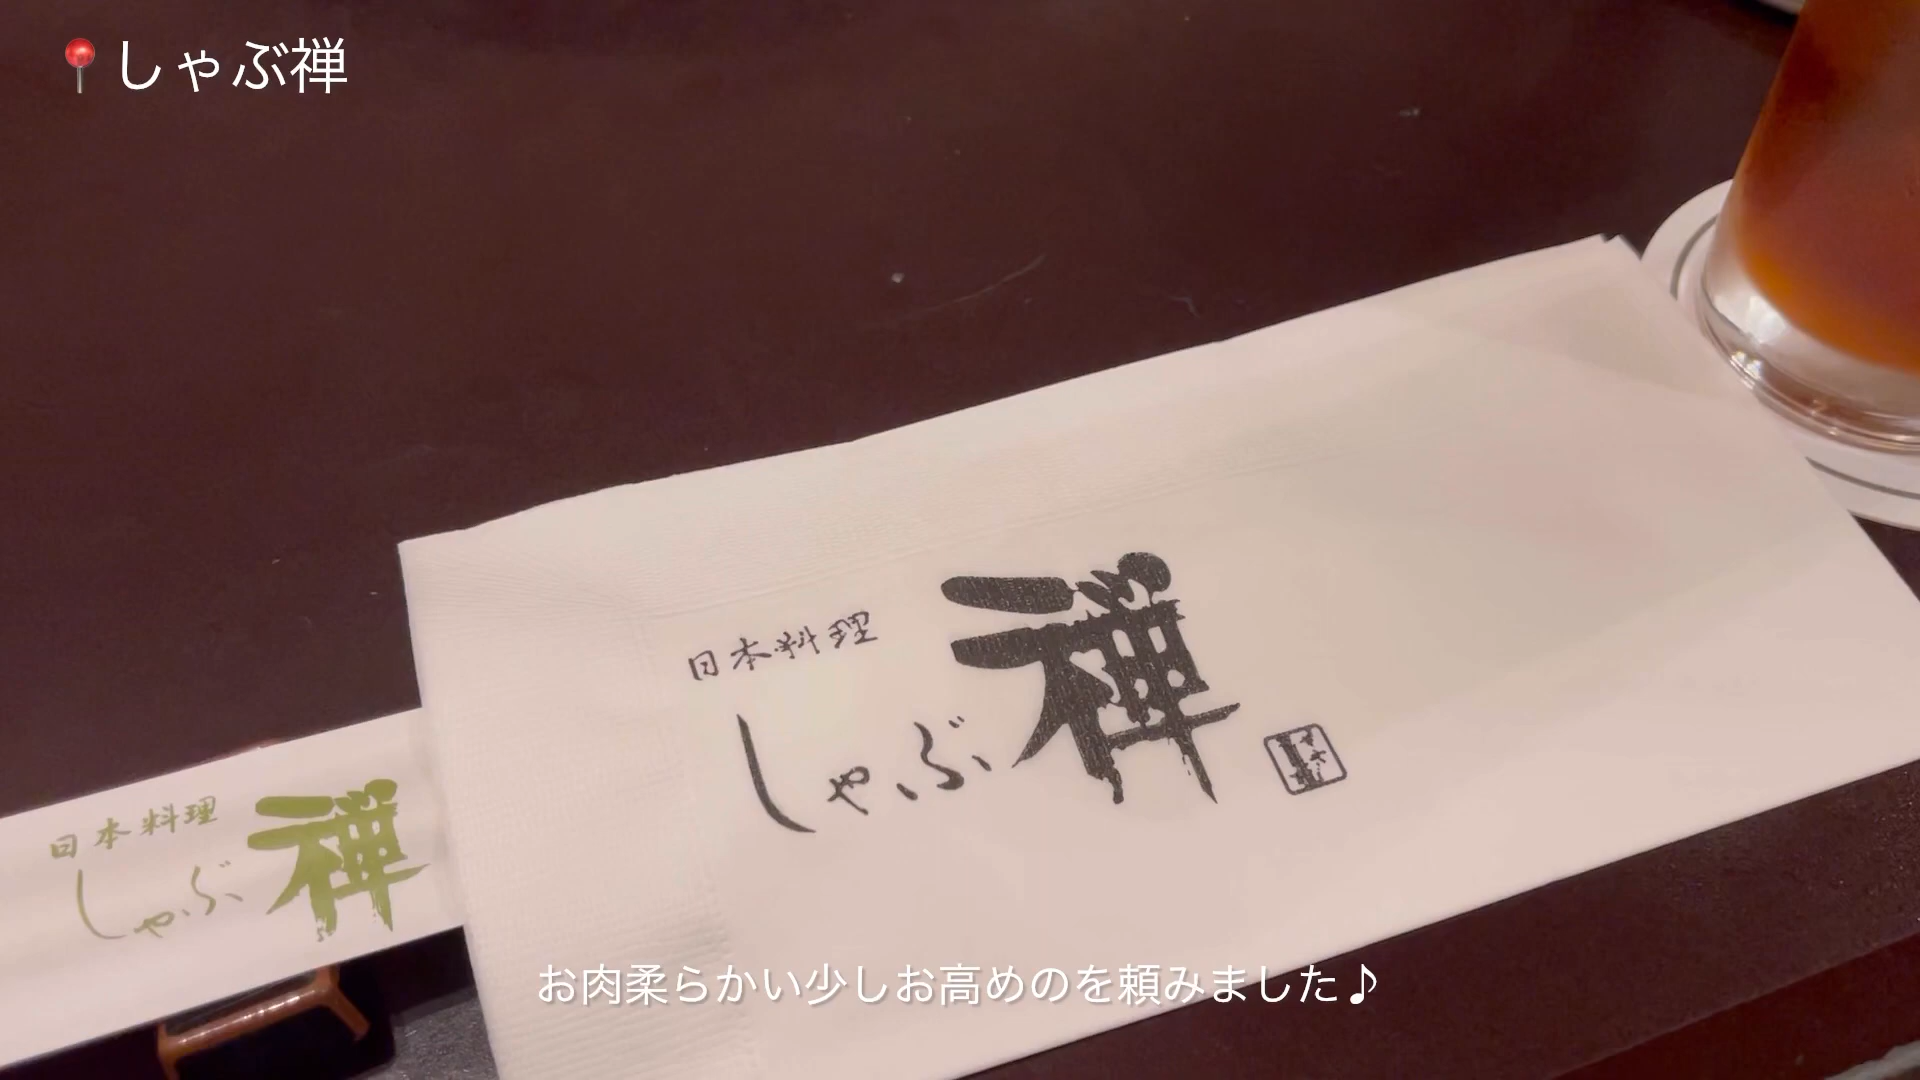 📍しゃぶ禅
日本料理
しゃぶ禅
日本料理
しゃぶ禅
お肉柔らかい少しお高めのを頼みました♪